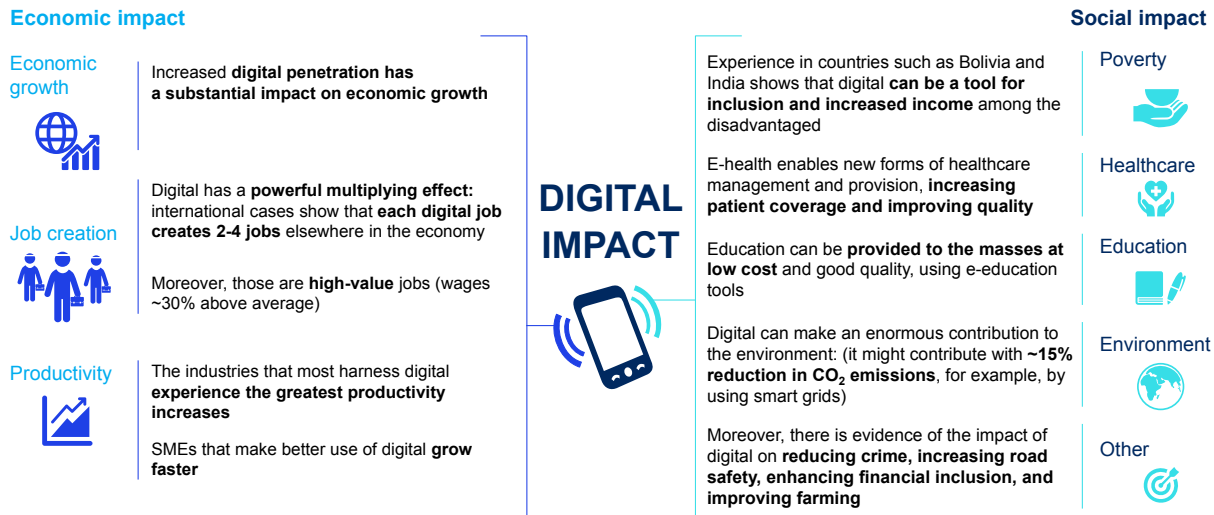 Economic impact
Economic
growth
Increased digital penetration has
a substantial impact on economic growth
Job creation
Digital has a powerful multiplying effect:
international cases show that each digital job
creates 2-4 jobs elsewhere in the economy
Moreover, those are high-value jobs (wages
~30% above average)
Productivity
The industries that most harness digital
experience the greatest productivity
increases
SMEs that make better use of digital grow
faster
DIGITAL
IMPACT
Social impact
Experience in countries such as Bolivia and
India shows that digital can be a tool for
inclusion and increased income among the
disadvantaged
Poverty
E-health enables new forms of healthcare
management and provision, increasing
patient coverage and improving quality
Healthcare
Education can be provided to the masses at
low cost and good quality, using e-education
tools
Education
Digital can make an enormous contribution to
the environment: (it might contribute with ~15%
reduction in CO₂ emissions, for example, by
using smart grids)
Environment
Moreover, there is evidence of the impact of
digital on reducing crime, increasing road
safety, enhancing financial inclusion, and
improving farming
Other